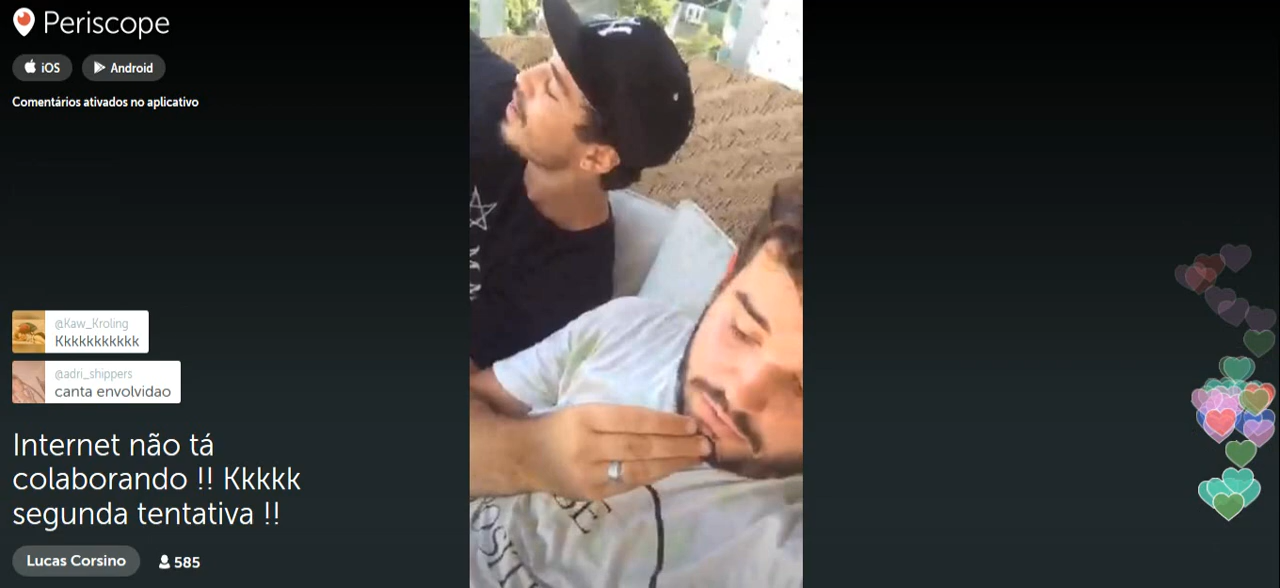 Periscope
iOS
Android
Comentários ativados no aplicativo
@Kaw_Kroling
Kkkkkkkkkkk
@adri_shippers
canta envolvidao
Internet não tá
colaborando !! Kkkkk
segunda tentativa !!
Lucas Corsino
585